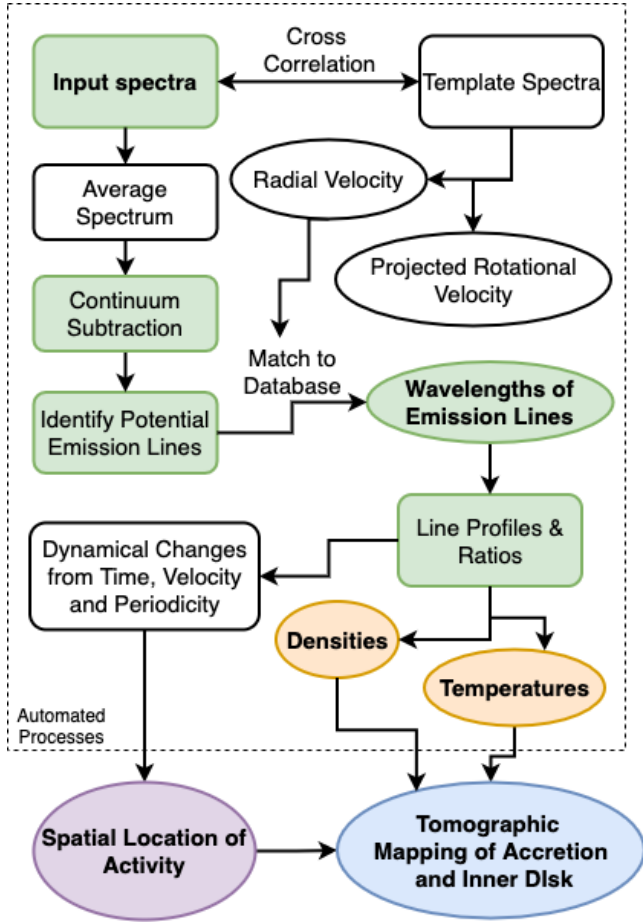 Cross
Correlation
Input spectra
Template Spectra
Radial Velocity
Average
Spectrum
Projected Rotational
Velocity
Continuum
Subtraction
Match to
Database
Wavelengths of
Emission Lines
Identify Potential
Emission Lines
Line Profiles &
Ratios
Dynamical Changes
from Time, Velocity
and Periodicity
Densities
Temperatures
Automated
Processes
Spatial Location of
Activity
Tomographic
Mapping of Accretion
and Inner DIsk